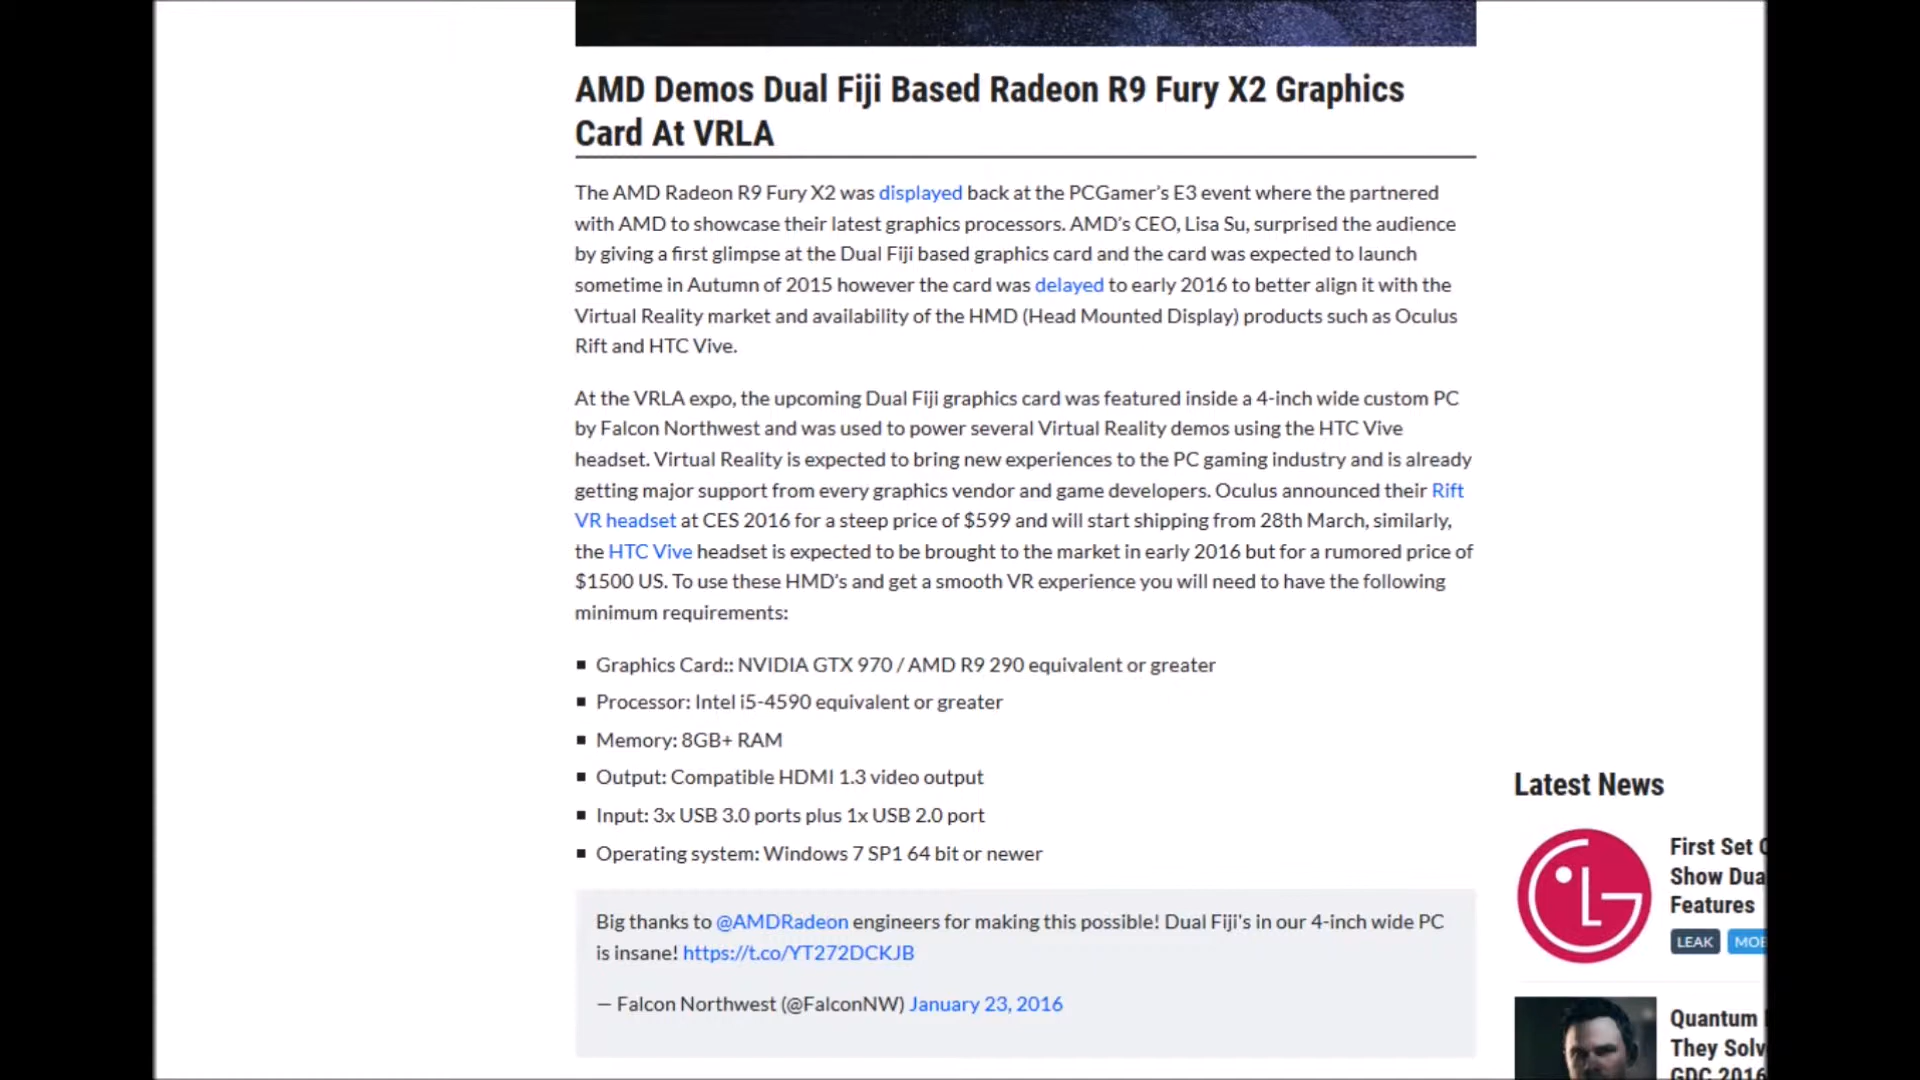 AMD Demos Dual Fiji Based Radeon R9 Fury X2 Graphics
Card At VRLA
The AMD Radeon R9 Fury X2 was displayed back at the PCGamer's E3 event where the partnered
with AMD to showcase their latest graphics processors. AMD's CEO, Lisa Su, surprised the audience
by giving a first glimpse at the Dual Fiji based graphics card and the card was expected to launch
sometime in Autumn of 2015 however the card was delayed to early 2016 to better align it with the
Virtual Reality market and availability of the HMD (Head Mounted Display) products such as Oculus
Rift and HTC Vive.
At the VRLA expo, the upcoming Dual Fiji graphics card was featured inside a 4-inch wide custom PC
by Falcon Northwest and was used to power several Virtual Reality demos using the HTC Vive
headset. Virtual Reality is expected to bring new experiences to the PC gaming industry and is already
getting major support from every graphics vendor and game developers. Oculus announced their Rift
VR headset at CES 2016 for a steep price of $599 and will start shipping from 28th March, similarly,
the HTC Vive headset is expected to be brought to the market in early 2016 but for a rumored price of
$1500 US. To use these HMD's and get a smooth VR experience you will need to have the following
minimum requirements:
Graphics Card:: NVIDIA GTX 970 / AMD R9 290 equivalent or greater
Processor: Intel i5-4590 equivalent or greater
Memory: 8GB+ RAM
Output: Compatible HDMI 1.3 video output
Input: 3x USB 3.0 ports plus 1x USB 2.0 port
Operating system: Windows 7 SP1 64 bit or newer
Big thanks to @AMDRadeon engineers for making this possible! Dual Fiji's in our 4-inch wide PC
is insane! https://t.co/YT272DCKJB
— Falcon Northwest (@FalconNW) January 23, 2016
Latest News
First Set
Show Dua
Features
LEAK
Quantum
They Solv
GDC 2016